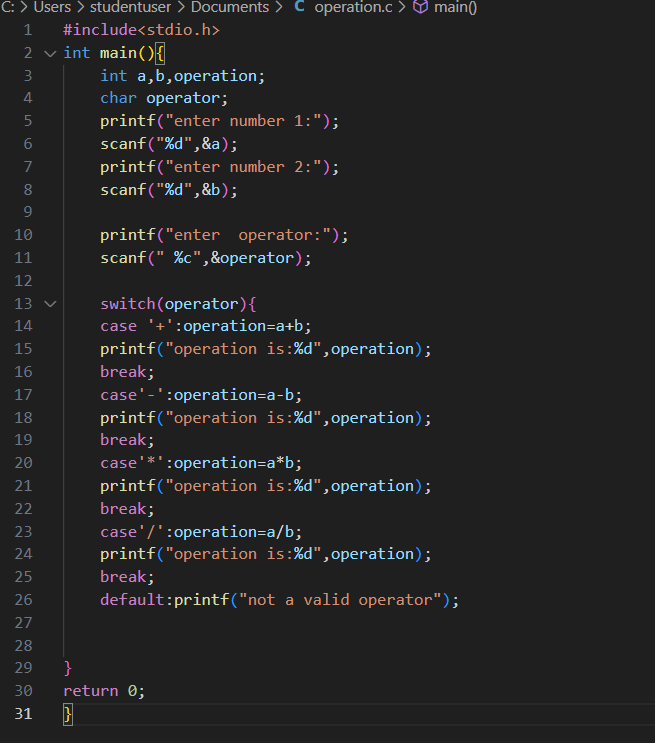 C: > Users > studentuser > Documents > C operation.c > main()
1 #include<stdio.h>
2 int main(){
3 int a,b,operation;
4 char operator;
5 printf("enter number 1:");
6 scanf("%d",&a);
7 printf("enter number 2:");
8 scanf("%d",&b);
9
10 printf("enter  operator:");
11 scanf(" %c",&operator);
12
13 switch(operator){
14 case '+':operation=a+b;
15 printf("operation is:%d",operation);
16 break;
17 case'-':operation=a-b;
18 printf("operation is:%d",operation);
19 break;
20 case'*':operation=a*b;
21 printf("operation is:%d",operation);
22 break;
23 case'/':operation=a/b;
24 printf("operation is:%d",operation);
25 break;
26 default:printf("not a valid operator");
27
28
29 }
30 return 0;
31 }